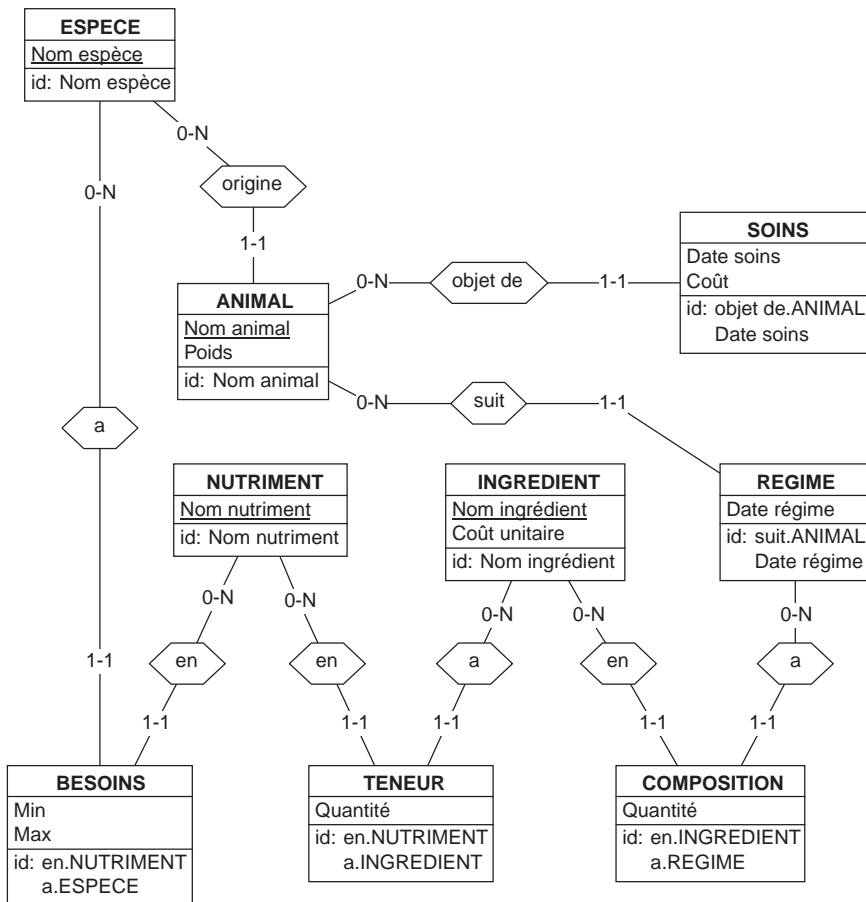 ESPECE
Nom espèce
id: Nom espèce
0-N
0-N
origine
1-1
SOINS
Date soins
Coût
id: objet de.ANIMAL
Date soins
0-N
objet de
1-1
ANIMAL
Nom animal
Poids
id: Nom animal
0-N
suit
1-1
a
NUTRIMENT
Nom nutriment
id: Nom nutriment
INGREDIENT
Nom ingrédient
Coût unitaire
id: Nom ingrédient
REGIME
Date régime
id: suit.ANIMAL
Date régime
0-N
0-N
0-N
0-N
0-N
1-1
en
en
a
en
a
1-1
1-1
1-1
1-1
1-1
BESOINS
Min
Max
id: en.NUTRIMENT
a.ESPECE
TENEUR
Quantité
id: en.NUTRIMENT
a.INGREDIENT
COMPOSITION
Quantité
id: en.INGREDIENT
a.REGIME